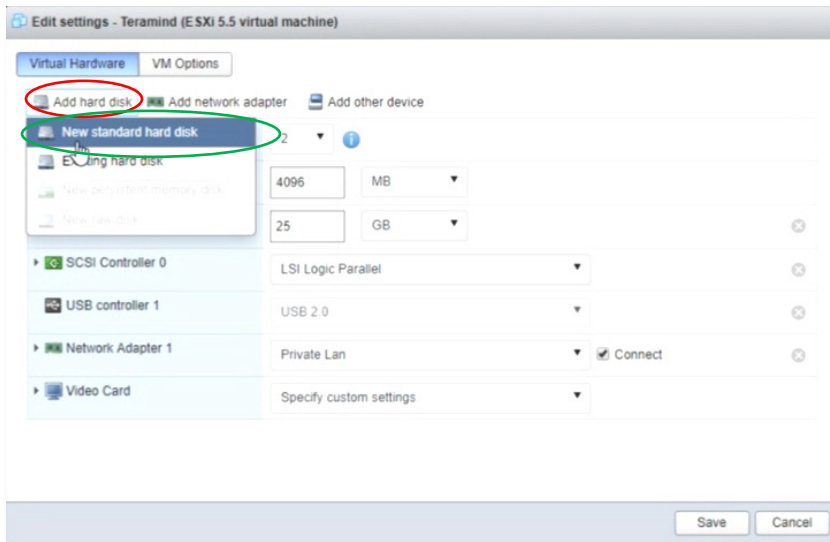 Edit settings - Teramind (ESXi 5.5 virtual machine)
Virtual Hardware VM Options
Add hard disk Add network adapter Add other device
New standard hard disk
2
Existing hard disk
New persistent memory disk
4096 MB
New raw disk
25 GB
SCSI Controller 0 LSI Logic Parallel
USB controller 1 USB 2.0
Network Adapter 1 Private Lan Connect
Video Card Specify custom settings
Save Cancel